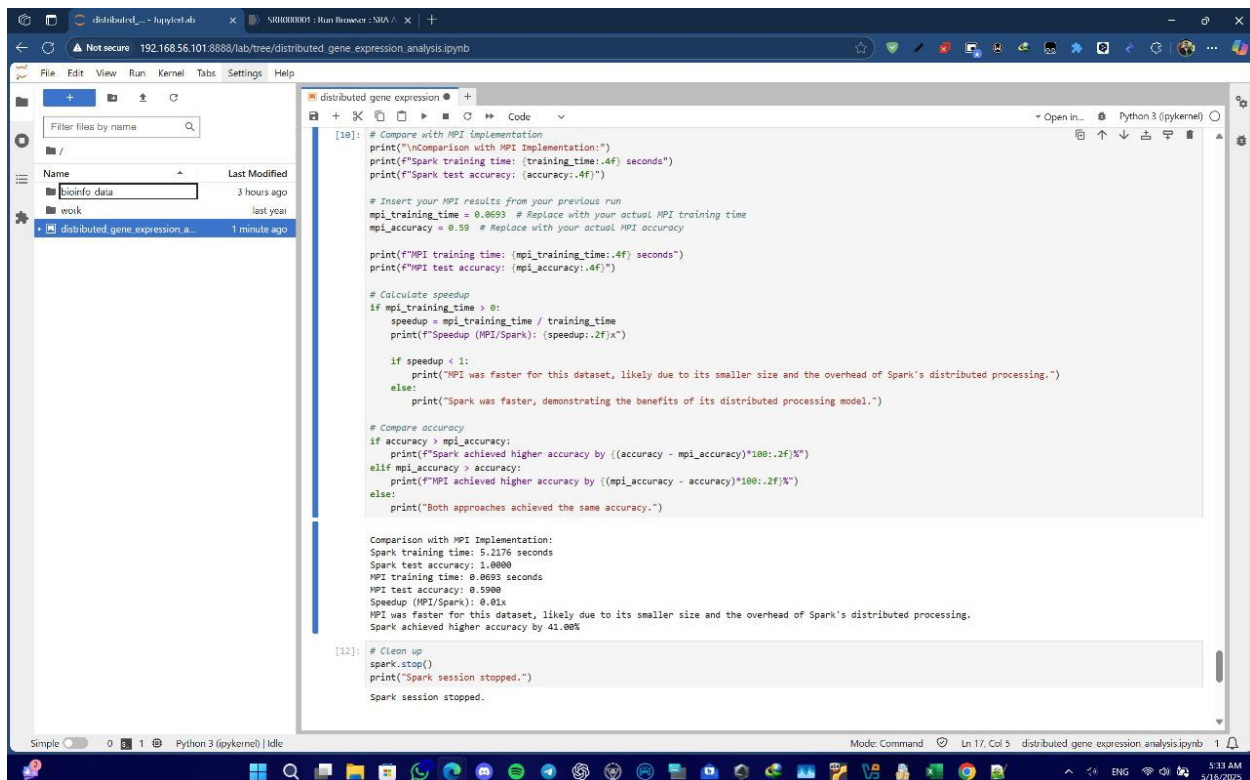 distributed_... - JupyterLab
SRR000001 : Run Browser : SRA
Not secure 192.168.56.101:8888/lab/tree/distributed_gene_expression_analysis.ipynb
File Edit View Run Kernel Tabs Settings Help
Filter files by name
/
Name Last Modified
bioinfo_data 3 hours ago
work last year
distributed_gene_expression_a... 1 minute ago
distributed gene expression
Code
Open in... Python 3 (ipykernel)
[10]: # Compare with MPI implementation
print("\nComparison with MPI Implementation:")
print(f"Spark training time: {training_time:.4f} seconds")
print(f"Spark test accuracy: {accuracy:.4f}")
# Insert your MPI results from your previous run
mpi_training_time = 0.0693 # Replace with your actual MPI training time
mpi_accuracy = 0.59 # Replace with your actual MPI accuracy
print(f"MPI training time: {mpi_training_time:.4f} seconds")
print(f"MPI test accuracy: {mpi_accuracy:.4f}")
# Calculate speedup
if mpi_training_time > 0:
speedup = mpi_training_time / training_time
print(f"Speedup (MPI/Spark): {speedup:.2f}x")
if speedup < 1:
print("MPI was faster for this dataset, likely due to its smaller size and the overhead of Spark's distributed processing.")
else:
print("Spark was faster, demonstrating the benefits of its distributed processing model.")
# Compare accuracy
if accuracy > mpi_accuracy:
print(f"Spark achieved higher accuracy by {(accuracy - mpi_accuracy)*100:.2f}%")
elif mpi_accuracy > accuracy:
print(f"MPI achieved higher accuracy by {(mpi_accuracy - accuracy)*100:.2f}%")
else:
print("Both approaches achieved the same accuracy.")
Comparison with MPI Implementation:
Spark training time: 5.2176 seconds
Spark test accuracy: 1.0000
MPI training time: 0.0693 seconds
MPI test accuracy: 0.5900
Speedup (MPI/Spark): 0.01x
MPI was faster for this dataset, likely due to its smaller size and the overhead of Spark's distributed processing.
Spark achieved higher accuracy by 41.00%
[12]: # Clean up
spark.stop()
print("Spark session stopped.")
Spark session stopped.
Simple 0 1 Python 3 (ipykernel) | Idle
Mode: Command Ln 17, Col 5 distributed_gene_expression_analysis.ipynb 1
ENG 5:33 AM
5/16/2025